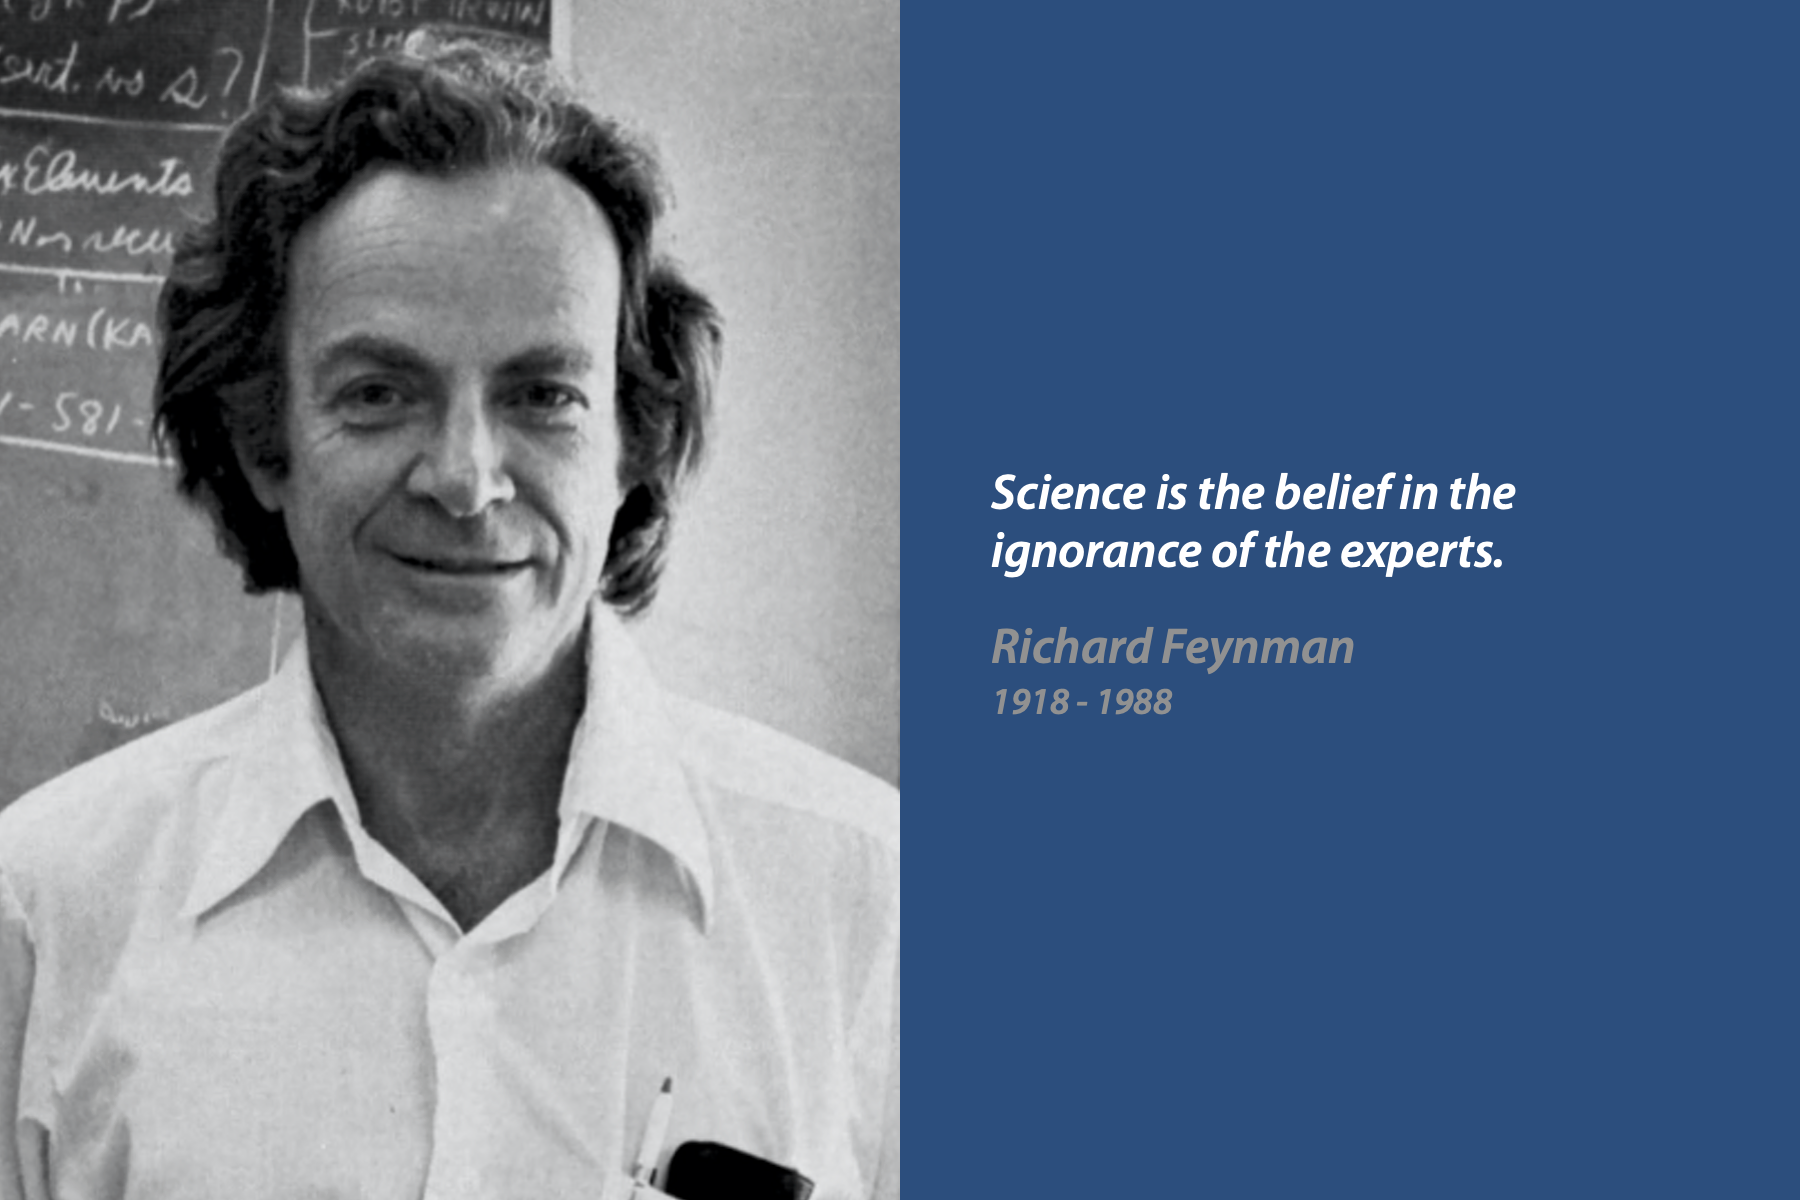 sert. no s?
Elements
ARN (KA
- 581 -
IRWIN
Science is the belief in the
ignorance of the experts.
Richard Feynman
1918 - 1988